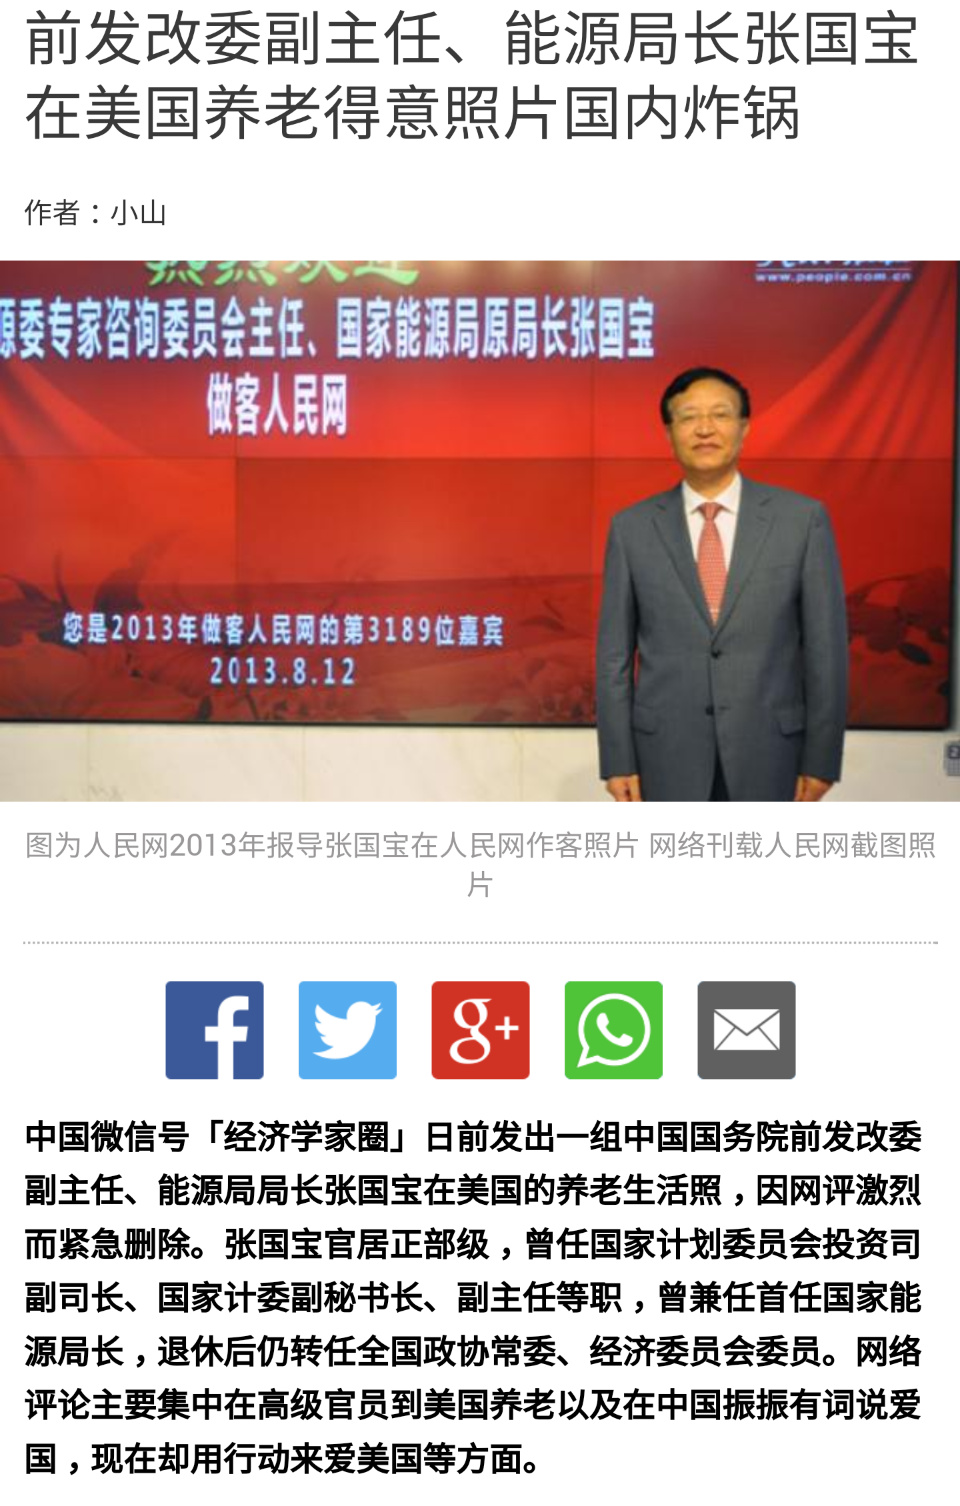 前发改委副主任、能源局长张国宝
在美国养老得意照片国内炸锅
作者：小山
www.people.com.cn
源委专家咨询委员会主任、国家能源局原局长张国宝
做客人民网
您是2013年做客人民网的第3189位嘉宾
2013.8.12
图为人民网2013年报导张国宝在人民网作客照片 网络刊载人民网截图照
片
中国微信号「经济学家圈」日前发出一组中国国务院前发改委
副主任、能源局局长张国宝在美国的养老生活照，因网评激烈
而紧急删除。张国宝官居正部级，曾任国家计划委员会投资司
副司长、国家计委副秘书长、副主任等职，曾兼任首任国家能
源局长，退休后仍转任全国政协常委、经济委员会委员。网络
评论主要集中在高级官员到美国养老以及在中国振振有词说爱
国，现在却用行动来爱美国等方面。